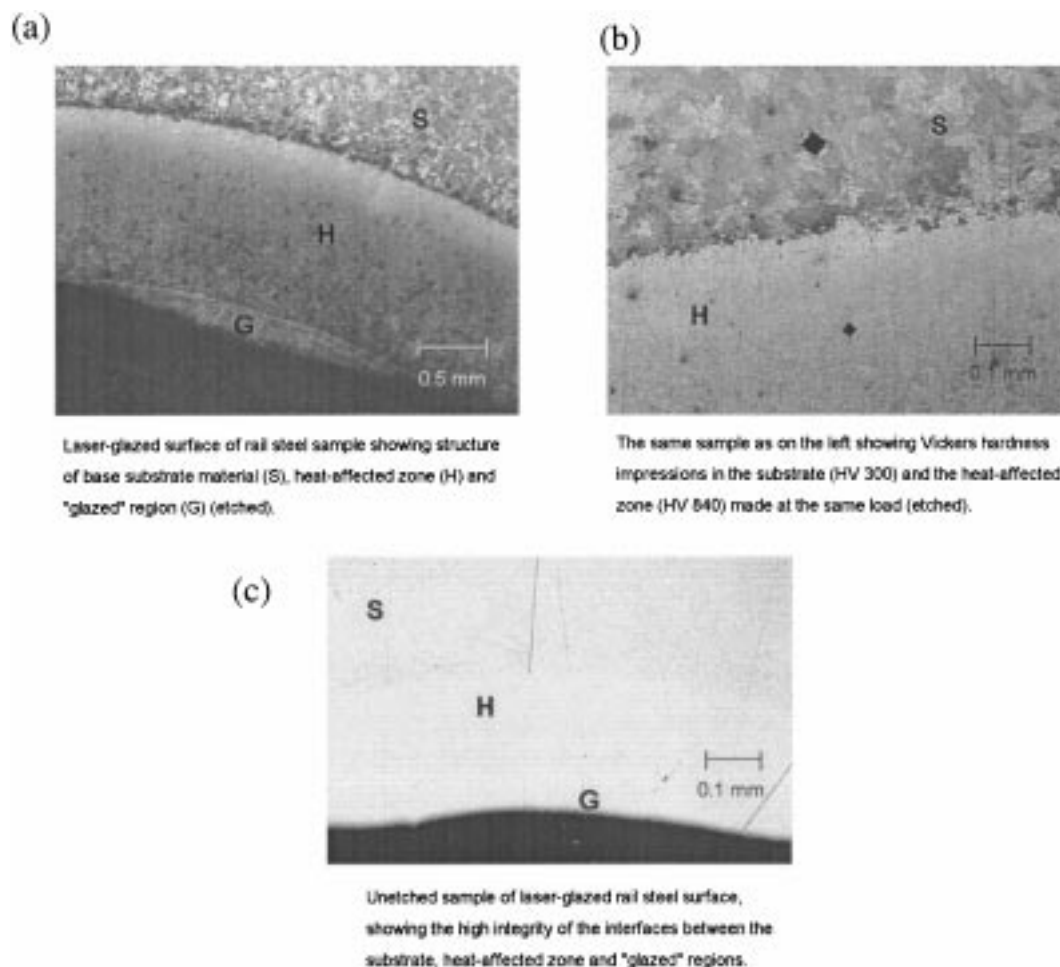 (a)
(b)
S
H
G
0.5 mm
S
H
0.1 mm
Laser-glazed surface of rail steel sample showing structure
of base substrate material (S), heat-affected zone (H) and
"glazed" region (G) (etched).
The same sample as on the left showing Vickers hardness
impressions in the substrate (HV 300) and the heat-affected
zone (HV 840) made at the same load (etched).
(c)
S
H
G
0.1 mm
Unetched sample of laser-glazed rail steel surface,
showing the high integrity of the interfaces between the
substrate, heat-affected zone and "glazed" regions.